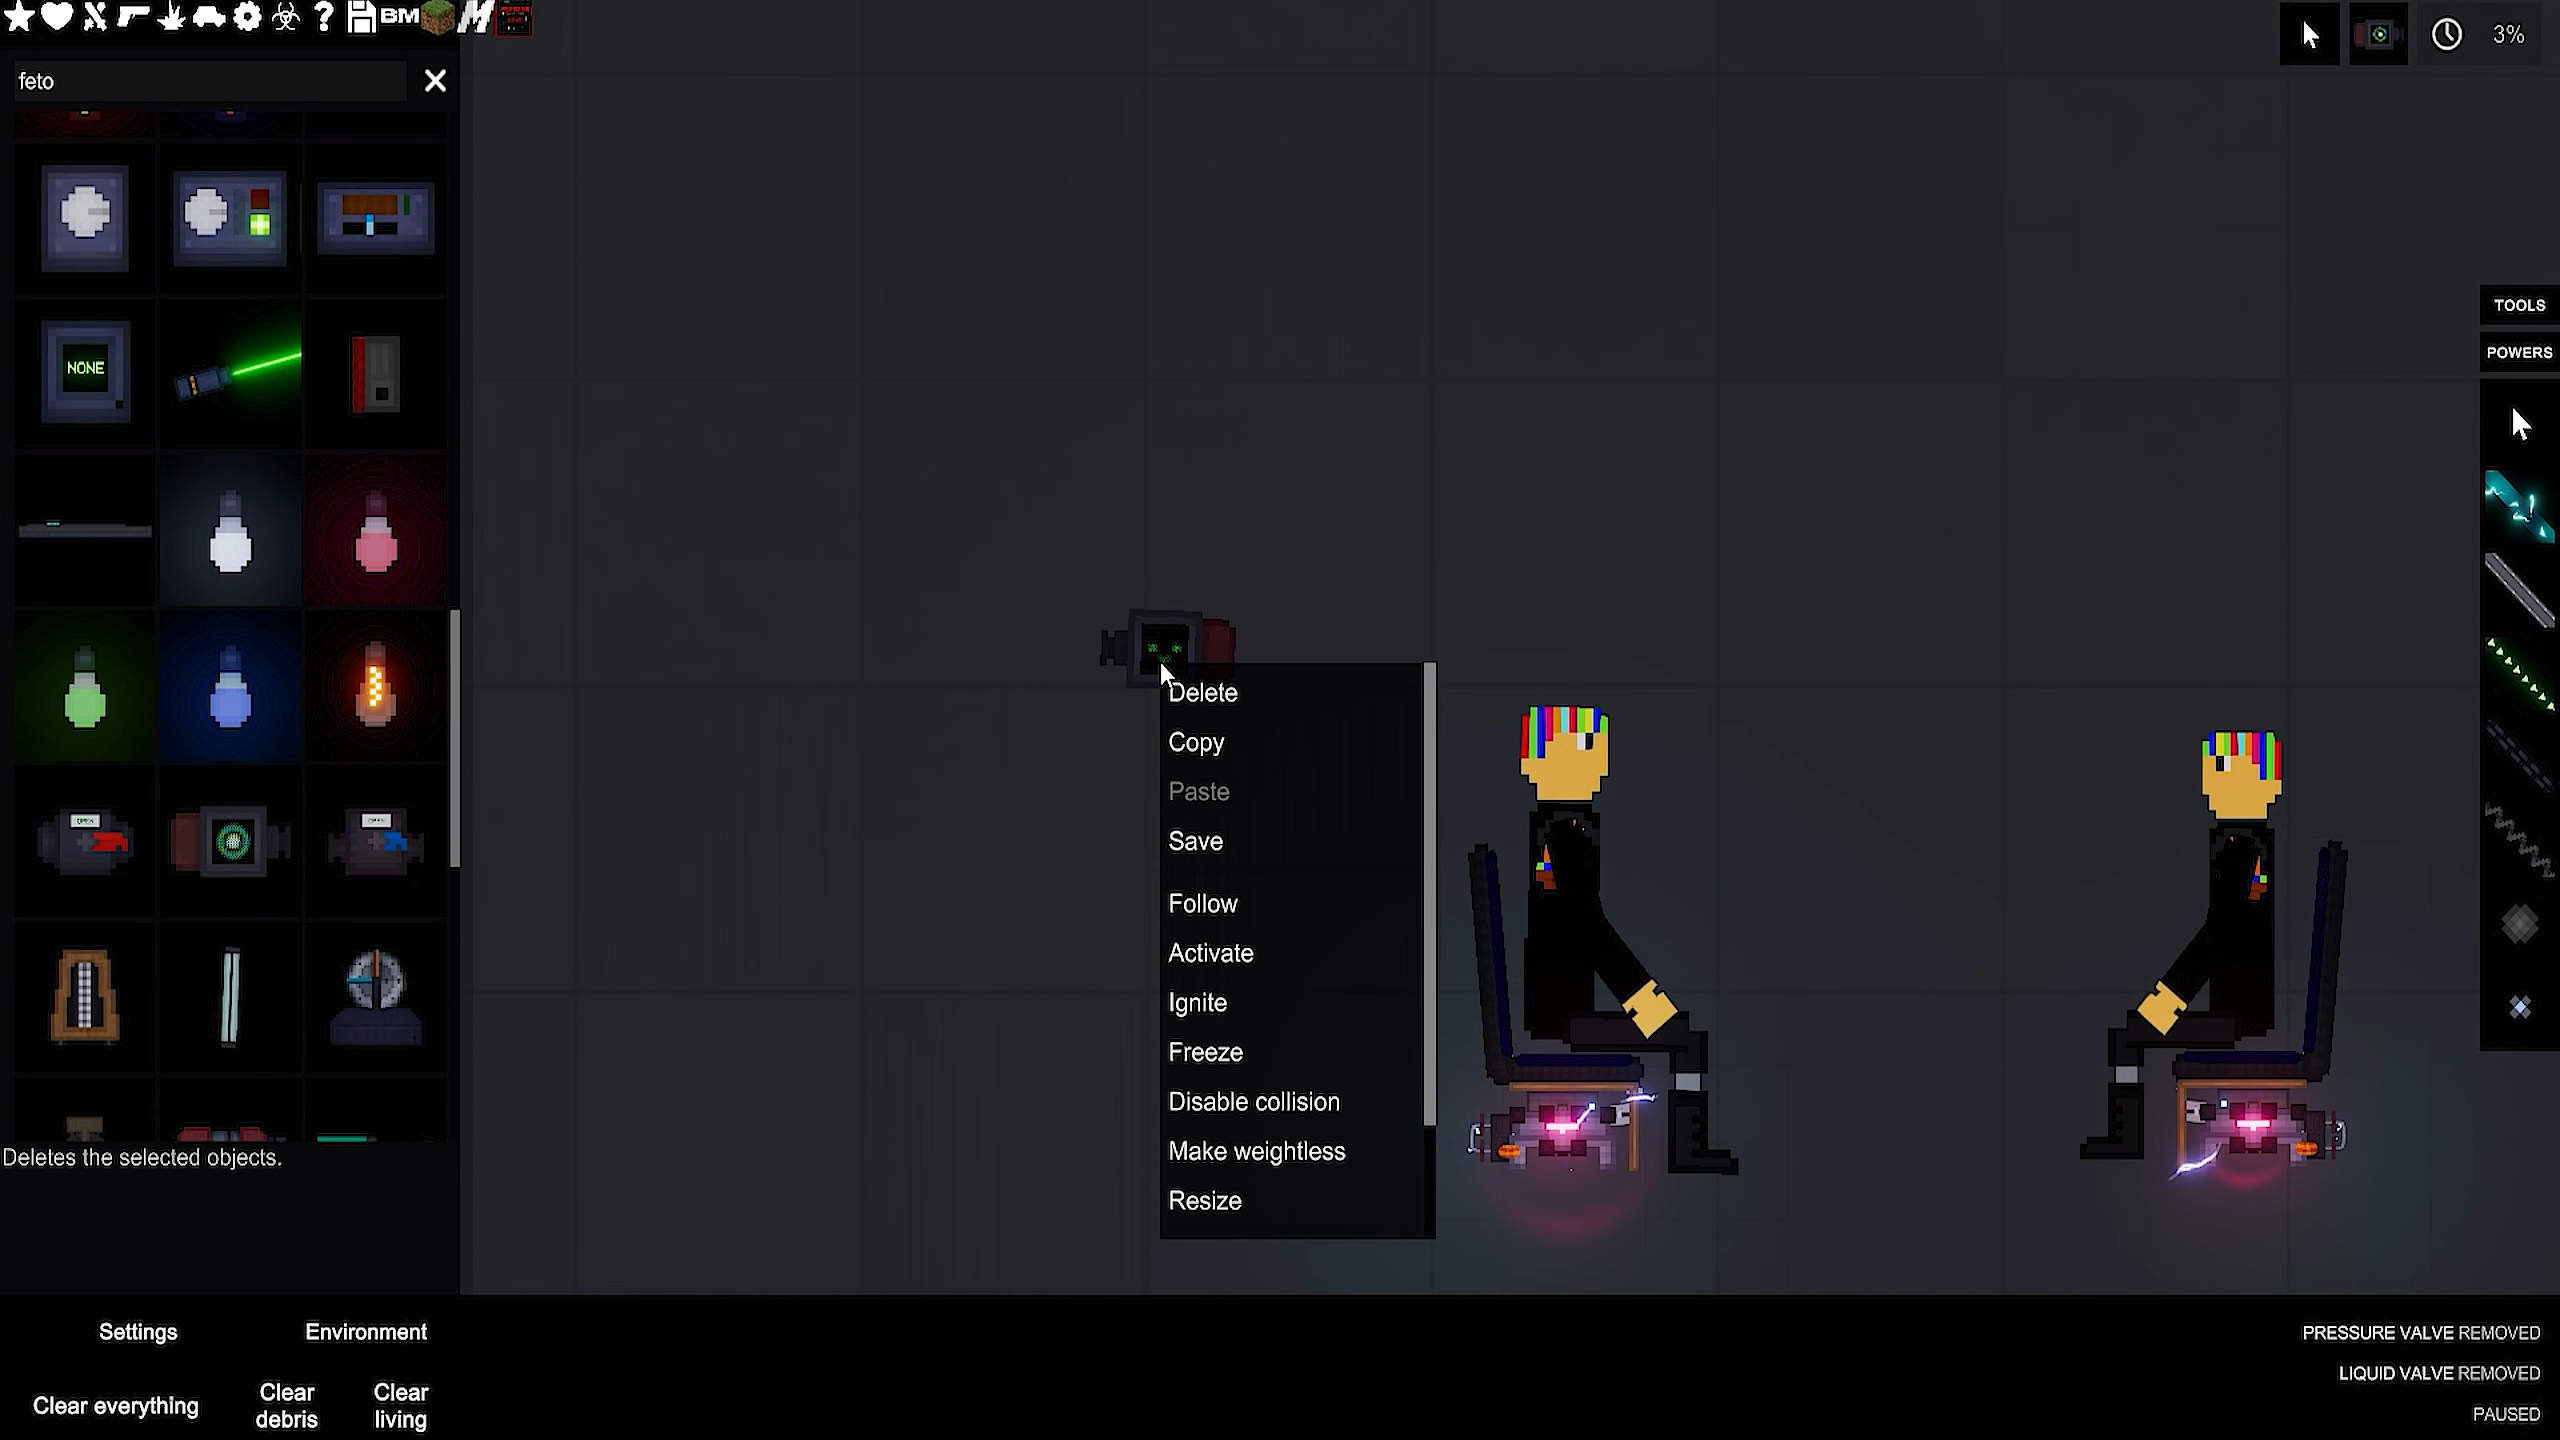 BM
3%
feto
TOOLS
POWERS
NONE
OPEN
Delete
Copy
Paste
Save
Follow
Activate
Ignite
Freeze
Disable collision
Make weightless
Resize
Deletes the selected objects.
Settings
Environment
Clear everything
Clear
debris
Clear
living
PRESSURE VALVE REMOVED
LIQUID VALVE REMOVED
PAUSED